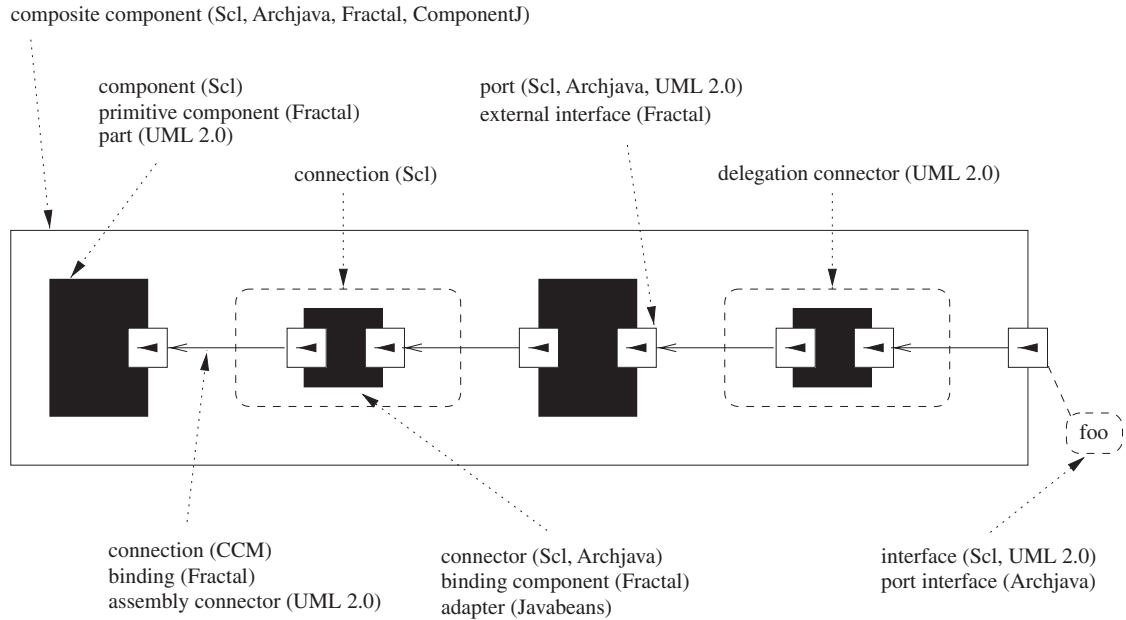 composite component (Scl, Archjava, Fractal, ComponentJ)
component (Scl)
primitive component (Fractal)
part (UML 2.0)
port (Scl, Archjava, UML 2.0)
external interface (Fractal)
connection (Scl)
delegation connector (UML 2.0)
foo
connection (CCM)
binding (Fractal)
assembly connector (UML 2.0)
connector (Scl, Archjava)
binding component (Fractal)
adapter (Javabeans)
interface (Scl, UML 2.0)
port interface (Archjava)